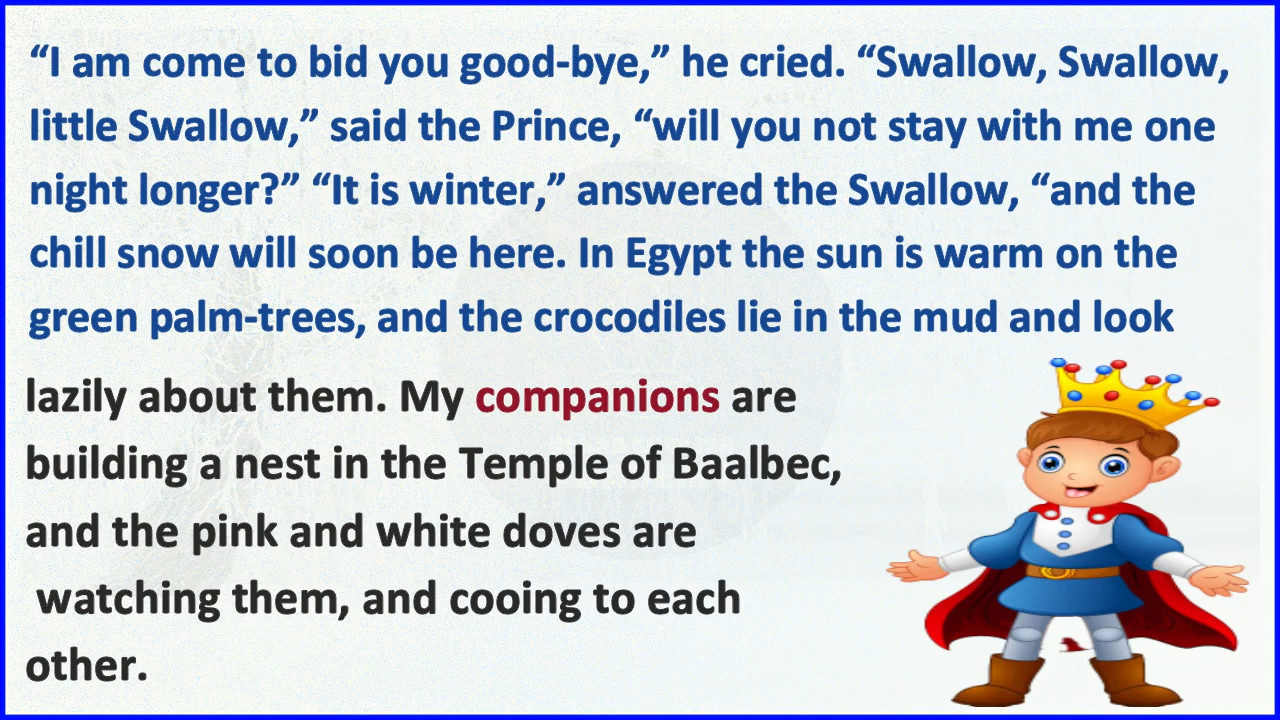 “I am come to bid you good-bye,” he cried. “Swallow, Swallow,
little Swallow,” said the Prince, “will you not stay with me one
night longer?” “It is winter,” answered the Swallow, “and the
chill snow will soon be here. In Egypt the sun is warm on the
green palm-trees, and the crocodiles lie in the mud and look
lazily about them. My companions are
building a nest in the Temple of Baalbec,
and the pink and white doves are
watching them, and cooing to each
other.